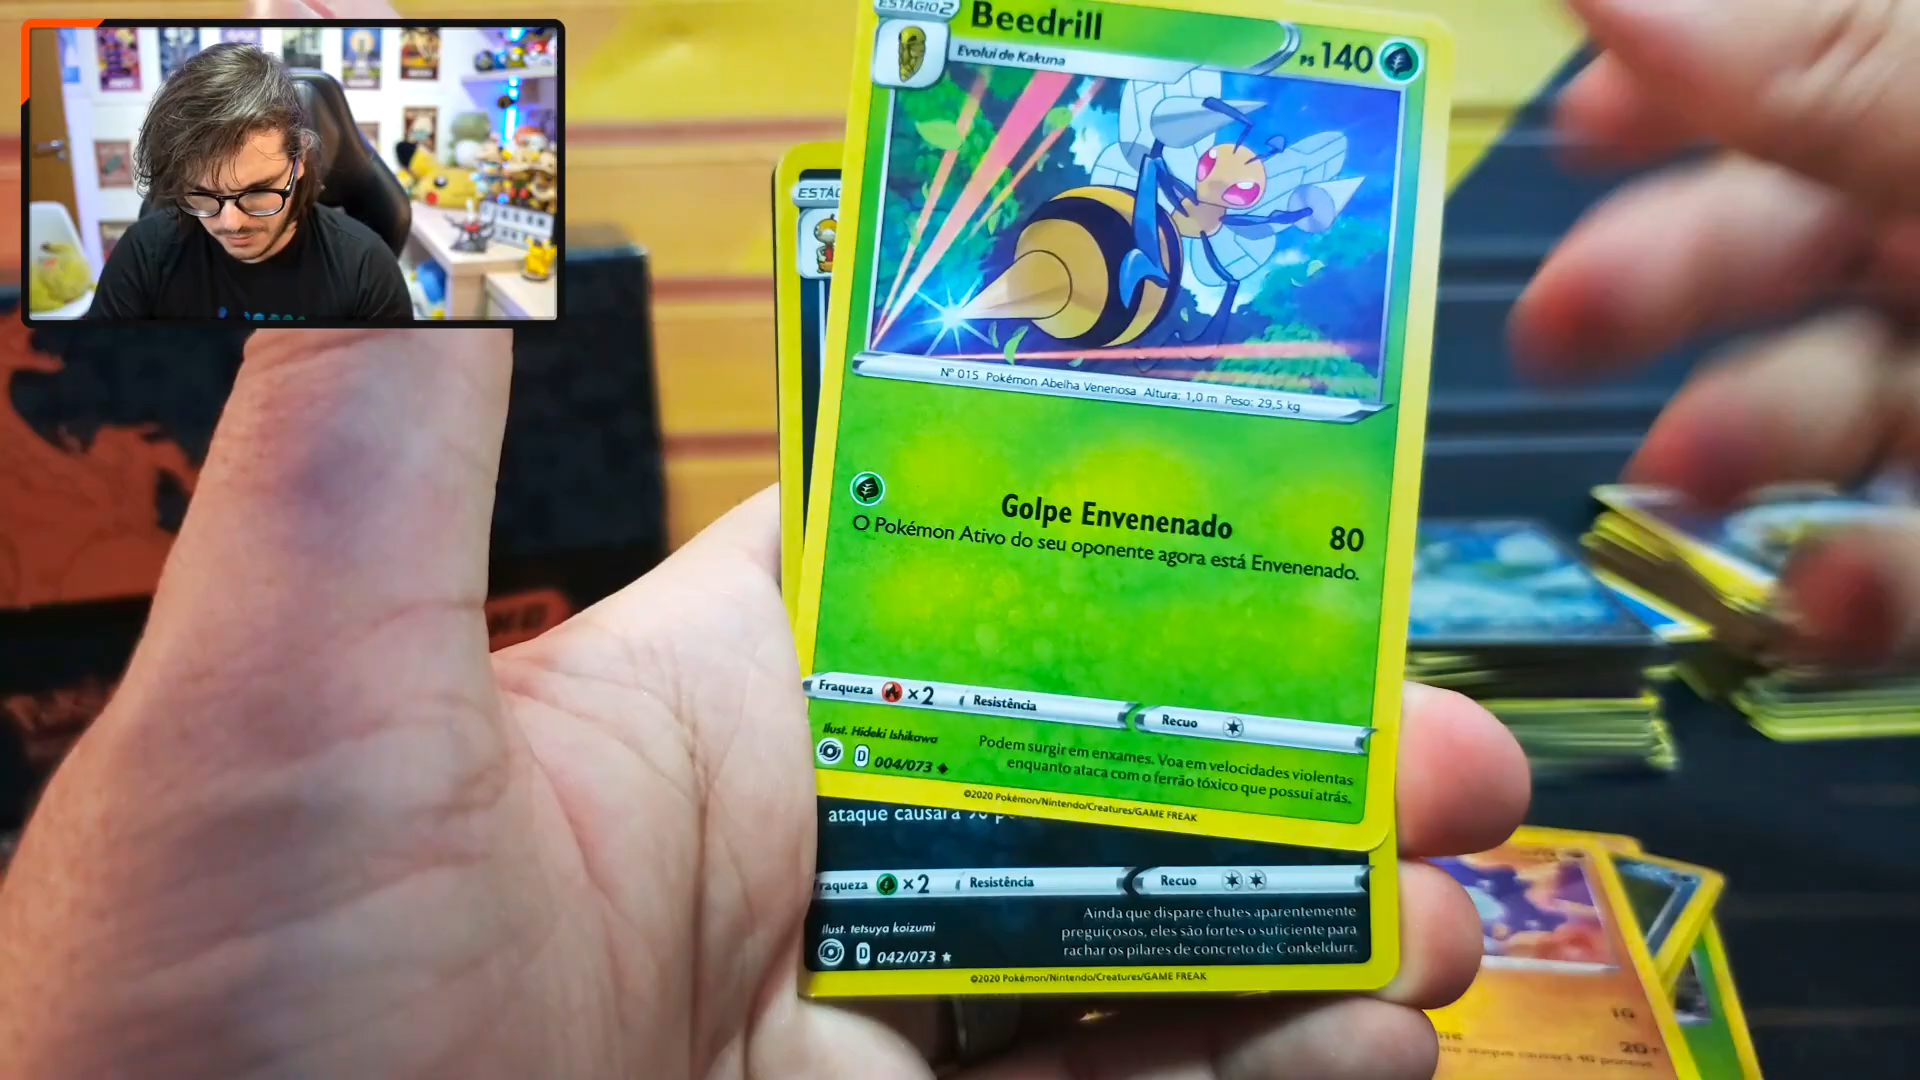 ESTÁGIO 2
Beedrill
PS 140
Evolui de Kakuna
ESTÁG
Nº 015 Pokémon Abelha Venenosa Altura: 1,0 m Peso: 29,5 kg
Golpe Envenenado 80
O Pokémon Ativo do seu oponente agora está Envenenado.
Fraqueza ×2 Resistência Recuo
Ilust. Hideki Ishikawa
D 004/073
Podem surgir em enxames. Voa em velocidades violentas
enquanto ataca com o ferrão tóxico que possui atrás.
©2020 Pokémon/Nintendo/Creatures/GAME FREAK
ataque causará 90 p
Fraqueza ×2 Resistência Recuo
Ilust. tetsuya koizumi
D 042/073
Ainda que dispare chutes aparentemente
preguiçosos, eles são fortes o suficiente para
rachar os pilares de concreto de Conkeldurr.
©2020 Pokémon/Nintendo/Creatures/GAME FREAK
10
20
ataque causará